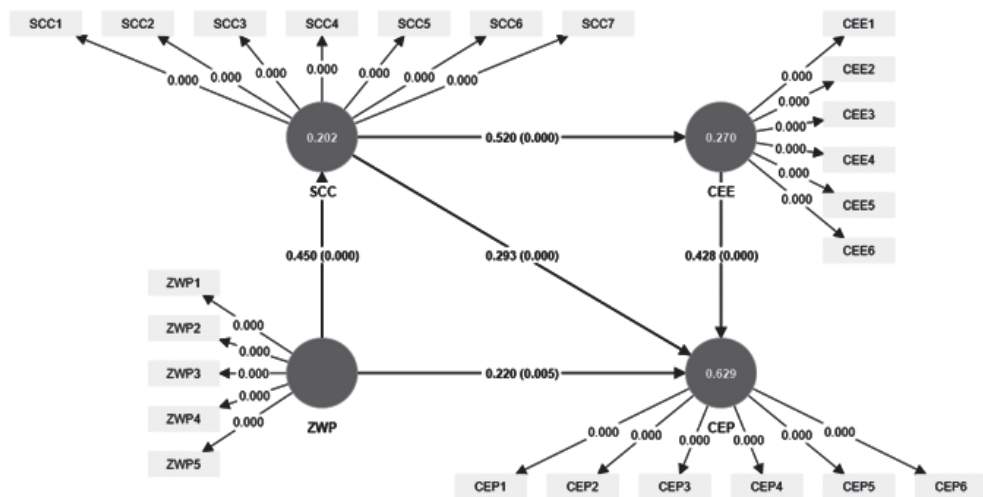 SCC1 SCC2 SCC3 SCC4 SCC5 SCC6 SCC7
0.000 0.000 0.000 0.000 0.000 0.000 0.000
0.202
SCC
0.520 (0.000)
CEE1
CEE2
CEE3
CEE4
CEE5
CEE6
0.000
0.000
0.000
0.000
0.000
0.000
0.270
CEE
0.450 (0.000)
0.293 (0.000)
0.428 (0.000)
ZWP1
ZWP2
ZWP3
ZWP4
ZWP5
0.000
0.000
0.000
0.000
0.000
ZWP
0.220 (0.005)
0.629
CEP
0.000 0.000 0.000 0.000 0.000 0.000
CEP1 CEP2 CEP3 CEP4 CEP5 CEP6